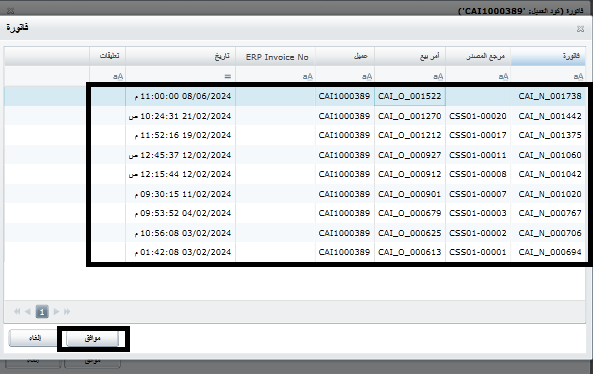 فاتورة (كود العميل: 'CAI1000389')
فاتورة
فاتورة مرجع المصدر أمر بيع عميل ERP Invoice No تاريخ تعليقات
CAI_N_001738 CAI_O_001522 CAI1000389 08/06/2024 11:00:00 م
CAI_N_001442 CSS01-00020 CAI_O_001270 CAI1000389 21/02/2024 10:24:31 ص
CAI_N_001375 CSS01-00017 CAI_O_001212 CAI1000389 19/02/2024 11:52:16 م
CAI_N_001060 CSS01-00011 CAI_O_000927 CAI1000389 12/02/2024 12:45:37 ص
CAI_N_001042 CSS01-00008 CAI_O_000912 CAI1000389 12/02/2024 12:15:44 ص
CAI_N_001020 CSS01-00007 CAI_O_000901 CAI1000389 11/02/2024 09:30:15 م
CAI_N_000767 CSS01-00003 CAI_O_000679 CAI1000389 04/02/2024 09:53:52 م
CAI_N_000706 CSS01-00002 CAI_O_000625 CAI1000389 03/02/2024 10:56:08 م
CAI_N_000694 CSS01-00001 CAI_O_000613 CAI1000389 03/02/2024 01:42:08 م
1
موافق إلغاء
موافق إلغاء